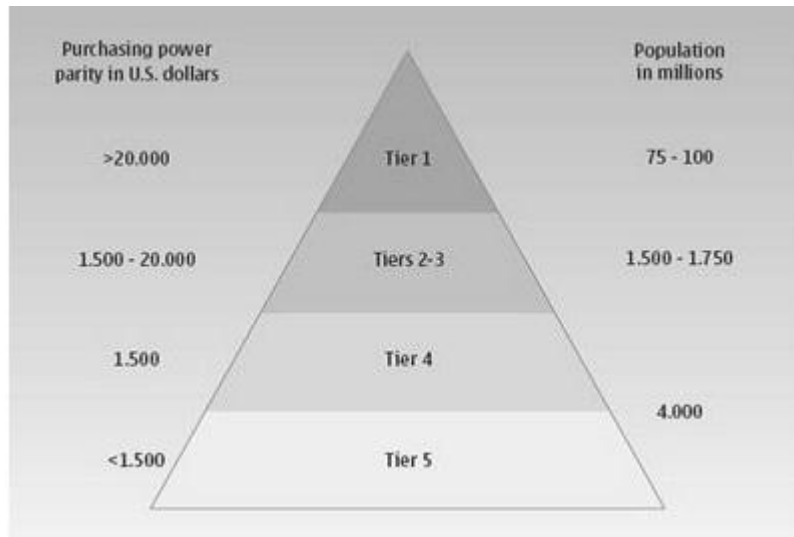 Purchasing power
parity in U.S. dollars
Population
in millions
>20.000
Tier 1
75 - 100
1.500 - 20.000
Tiers 2-3
1.500 - 1.750
1.500
Tier 4
4.000
<1.500
Tier 5